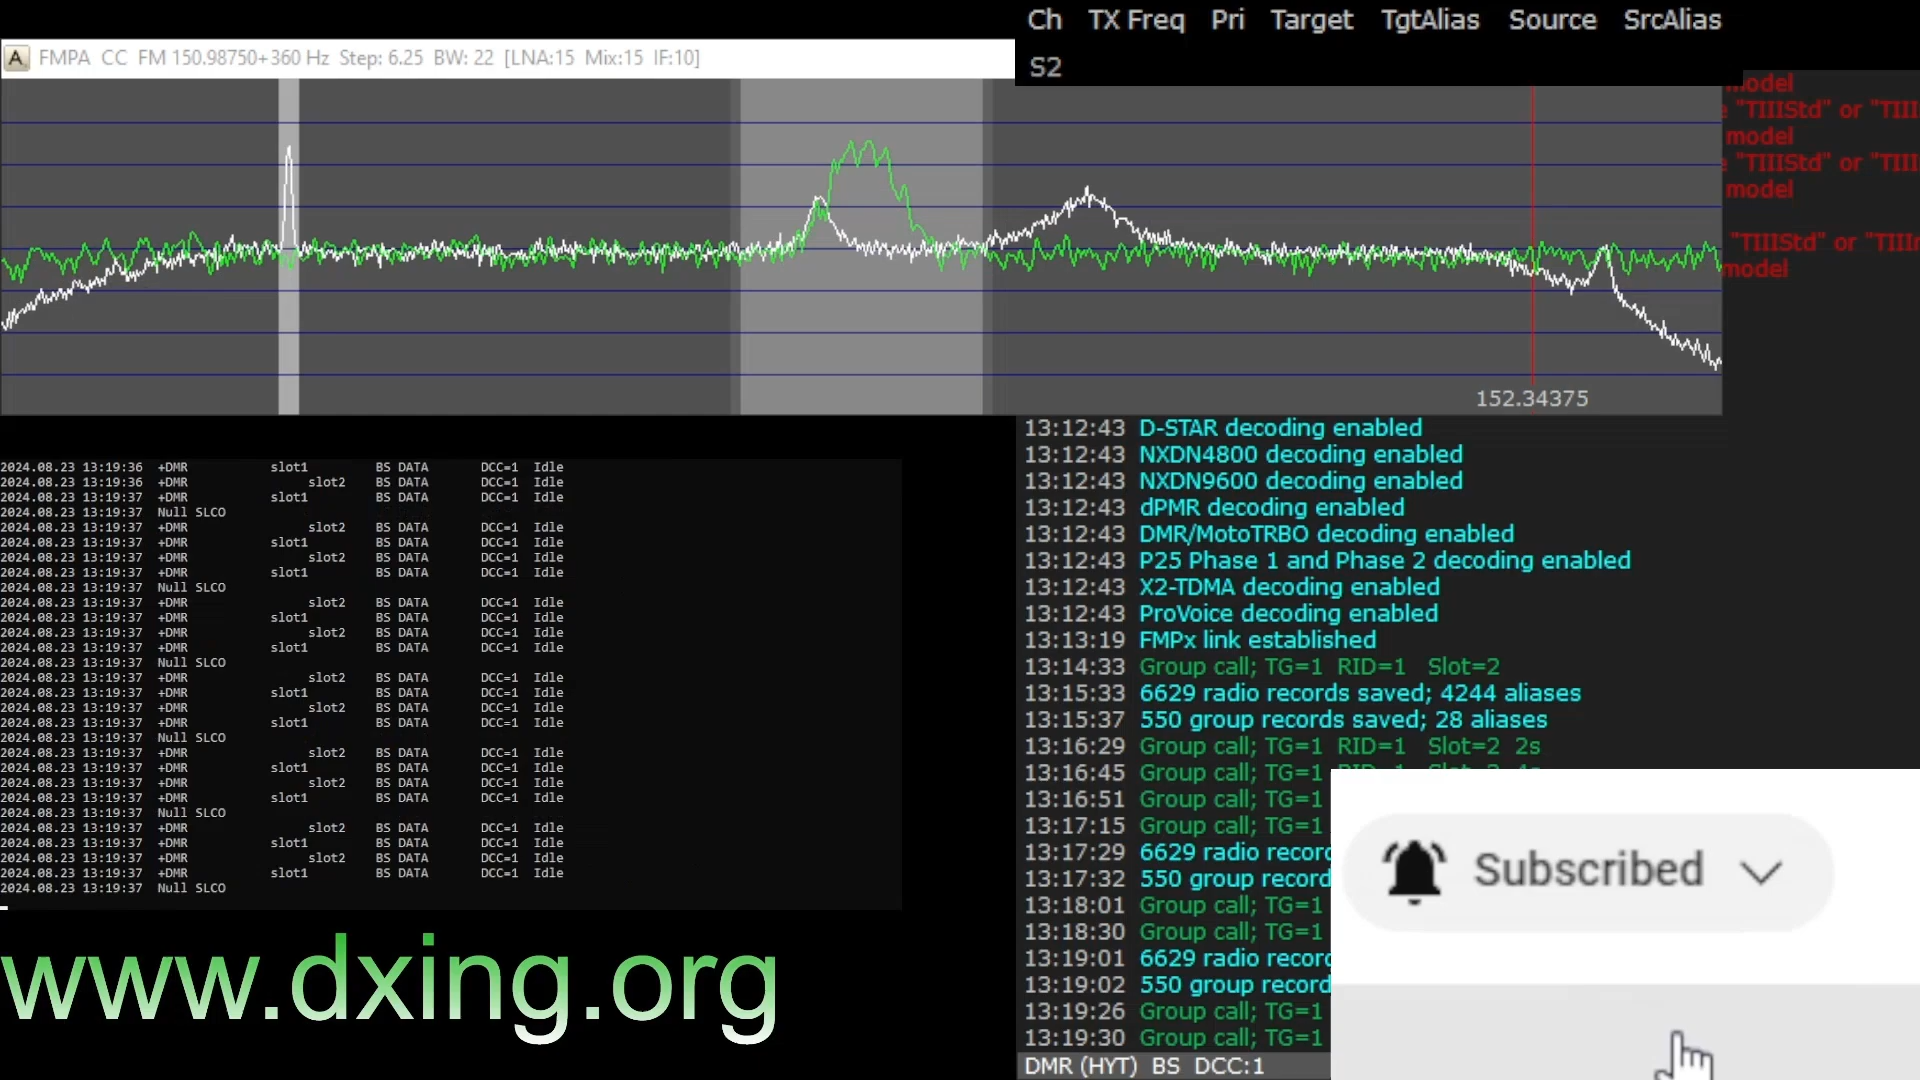 Ch TX Freq Pri Target TgtAlias Source SrcAlias
S2
A FMPA CC FM 150.98750+360 Hz Step: 6.25 BW: 22 [LNA:15 Mix:15 IF:10]
model
"TIIIStd" or "TIII
model
"TIIIStd" or "TIII
model
"TIIIStd" or "TIII
model
152.34375
2024.08.23 13:19:36 +DMR slot1 BS DATA DCC=1 Idle
2024.08.23 13:19:36 +DMR slot2 BS DATA DCC=1 Idle
2024.08.23 13:19:37 +DMR slot1 BS DATA DCC=1 Idle
2024.08.23 13:19:37 Null SLCO
2024.08.23 13:19:37 +DMR slot2 BS DATA DCC=1 Idle
2024.08.23 13:19:37 +DMR slot1 BS DATA DCC=1 Idle
2024.08.23 13:19:37 +DMR slot2 BS DATA DCC=1 Idle
2024.08.23 13:19:37 +DMR slot1 BS DATA DCC=1 Idle
2024.08.23 13:19:37 Null SLCO
2024.08.23 13:19:37 +DMR slot2 BS DATA DCC=1 Idle
2024.08.23 13:19:37 +DMR slot1 BS DATA DCC=1 Idle
2024.08.23 13:19:37 +DMR slot2 BS DATA DCC=1 Idle
2024.08.23 13:19:37 +DMR slot1 BS DATA DCC=1 Idle
2024.08.23 13:19:37 Null SLCO
2024.08.23 13:19:37 +DMR slot2 BS DATA DCC=1 Idle
2024.08.23 13:19:37 +DMR slot1 BS DATA DCC=1 Idle
2024.08.23 13:19:37 +DMR slot2 BS DATA DCC=1 Idle
2024.08.23 13:19:37 +DMR slot1 BS DATA DCC=1 Idle
2024.08.23 13:19:37 Null SLCO
2024.08.23 13:19:37 +DMR slot2 BS DATA DCC=1 Idle
2024.08.23 13:19:37 +DMR slot1 BS DATA DCC=1 Idle
2024.08.23 13:19:37 +DMR slot2 BS DATA DCC=1 Idle
2024.08.23 13:19:37 +DMR slot1 BS DATA DCC=1 Idle
2024.08.23 13:19:37 Null SLCO
2024.08.23 13:19:37 +DMR slot2 BS DATA DCC=1 Idle
2024.08.23 13:19:37 +DMR slot1 BS DATA DCC=1 Idle
2024.08.23 13:19:37 +DMR slot2 BS DATA DCC=1 Idle
2024.08.23 13:19:37 +DMR slot1 BS DATA DCC=1 Idle
2024.08.23 13:19:37 Null SLCO
www.dxing.org
13:12:43 D-STAR decoding enabled
13:12:43 NXDN4800 decoding enabled
13:12:43 NXDN9600 decoding enabled
13:12:43 dPMR decoding enabled
13:12:43 DMR/MotoTRBO decoding enabled
13:12:43 P25 Phase 1 and Phase 2 decoding enabled
13:12:43 X2-TDMA decoding enabled
13:12:43 ProVoice decoding enabled
13:13:19 FMPx link established
13:14:33 Group call; TG=1 RID=1 Slot=2
13:15:33 6629 radio records saved; 4244 aliases
13:15:37 550 group records saved; 28 aliases
13:16:29 Group call; TG=1 RID=1 Slot=2 2s
13:16:45 Group call; TG=1
13:16:51 Group call; TG=1
13:17:15 Group call; TG=1
13:17:29 6629 radio record
13:17:32 550 group record
13:18:01 Group call; TG=1
13:18:30 Group call; TG=1
13:19:01 6629 radio record
13:19:02 550 group record
13:19:26 Group call; TG=1
13:19:30 Group call; TG=1
DMR (HYT) BS DCC:1
Subscribed